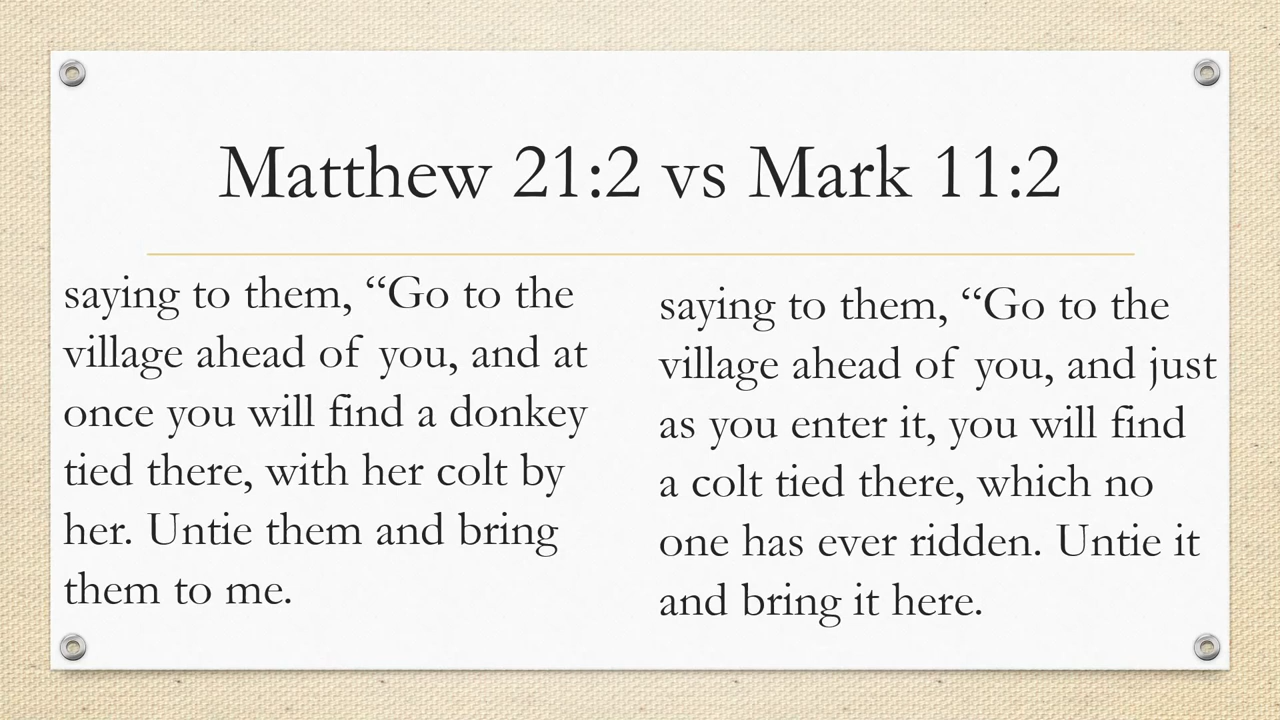 Matthew 21:2 vs Mark 11:2
saying to them, “Go to the
village ahead of you, and at
once you will find a donkey
tied there, with her colt by
her. Untie them and bring
them to me.
saying to them, “Go to the
village ahead of you, and just
as you enter it, you will find
a colt tied there, which no
one has ever ridden. Untie it
and bring it here.